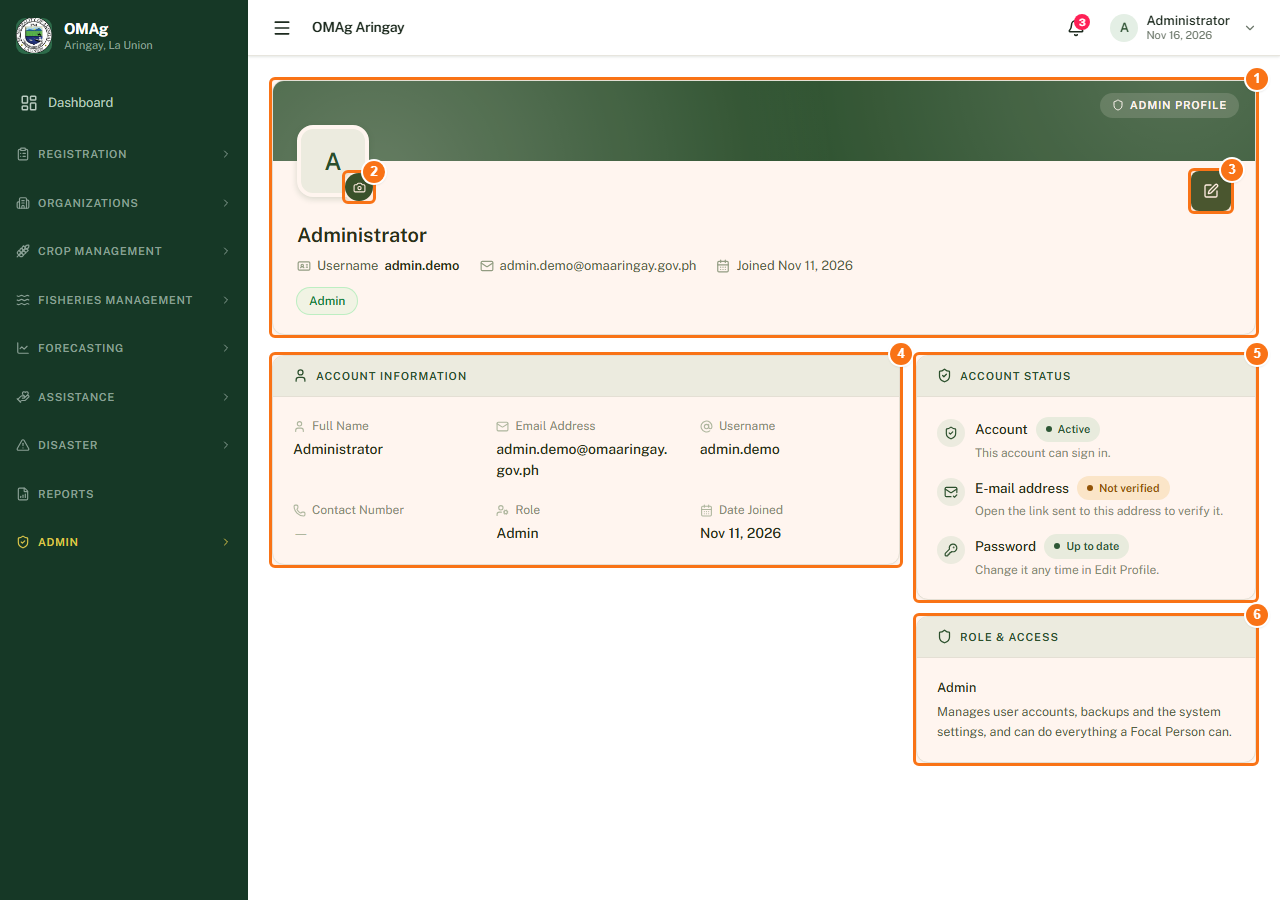 OMAg
Aringay, La Union
Dashboard
REGISTRATION
ORGANIZATIONS
CROP MANAGEMENT
FISHERIES MANAGEMENT
FORECASTING
ASSISTANCE
DISASTER
REPORTS
ADMIN
OMAg Aringay
3
A
Administrator
Nov 16, 2026
1
ADMIN PROFILE
A
2
3
Administrator
Username admin.demo
admin.demo@omaaringay.gov.ph
Joined Nov 11, 2026
Admin
4
ACCOUNT INFORMATION
Full Name
Administrator
Email Address
admin.demo@omaaringay.
gov.ph
Username
admin.demo
Contact Number
—
Role
Admin
Date Joined
Nov 11, 2026
5
ACCOUNT STATUS
Account Active
This account can sign in.
E-mail address Not verified
Open the link sent to this address to verify it.
Password Up to date
Change it any time in Edit Profile.
6
ROLE & ACCESS
Admin
Manages user accounts, backups and the system
settings, and can do everything a Focal Person can.